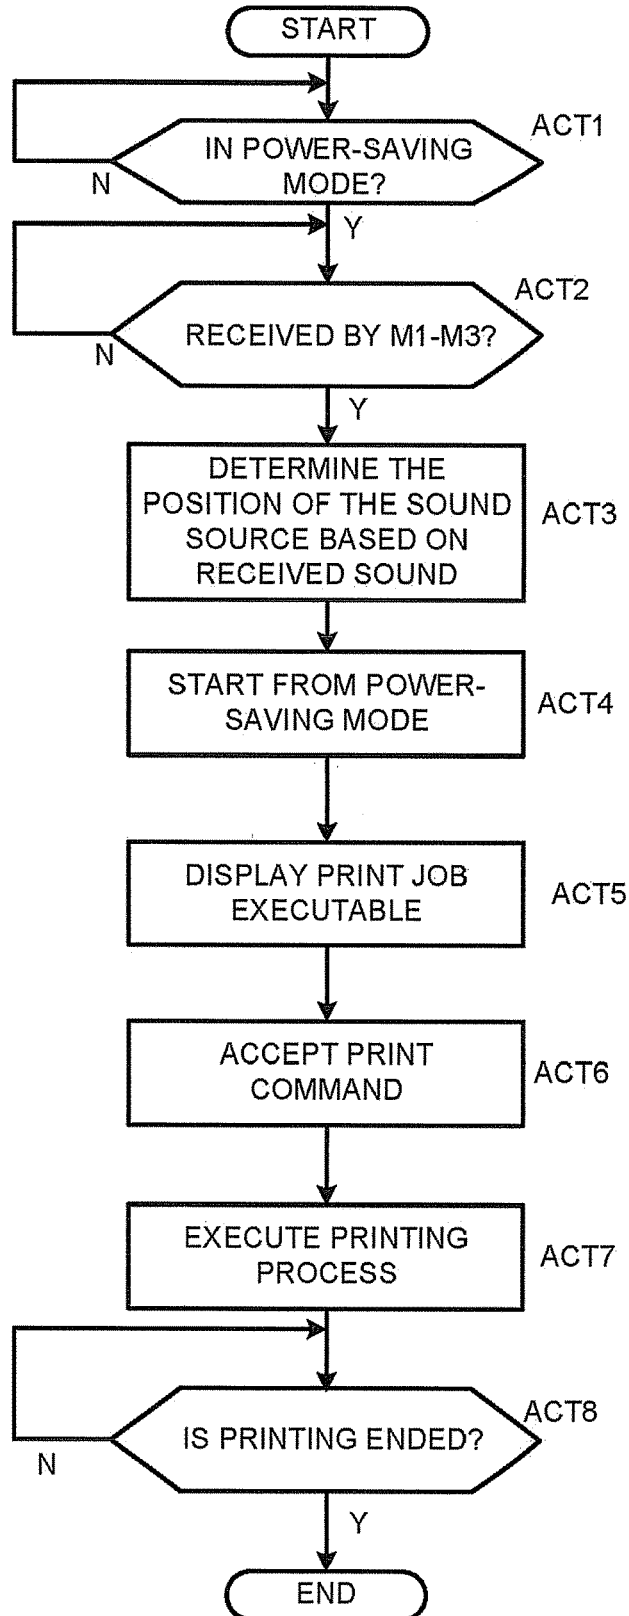 START
ACT1
IN POWER-SAVING
MODE?
N
Y
ACT2
RECEIVED BY M1-M3?
N
Y
DETERMINE THE
POSITION OF THE SOUND
SOURCE BASED ON
RECEIVED SOUND
ACT3
START FROM POWER-
SAVING MODE
ACT4
DISPLAY PRINT JOB
EXECUTABLE
ACT5
ACCEPT PRINT
COMMAND
ACT6
EXECUTE PRINTING
PROCESS
ACT7
ACT8
IS PRINTING ENDED?
N
Y
END